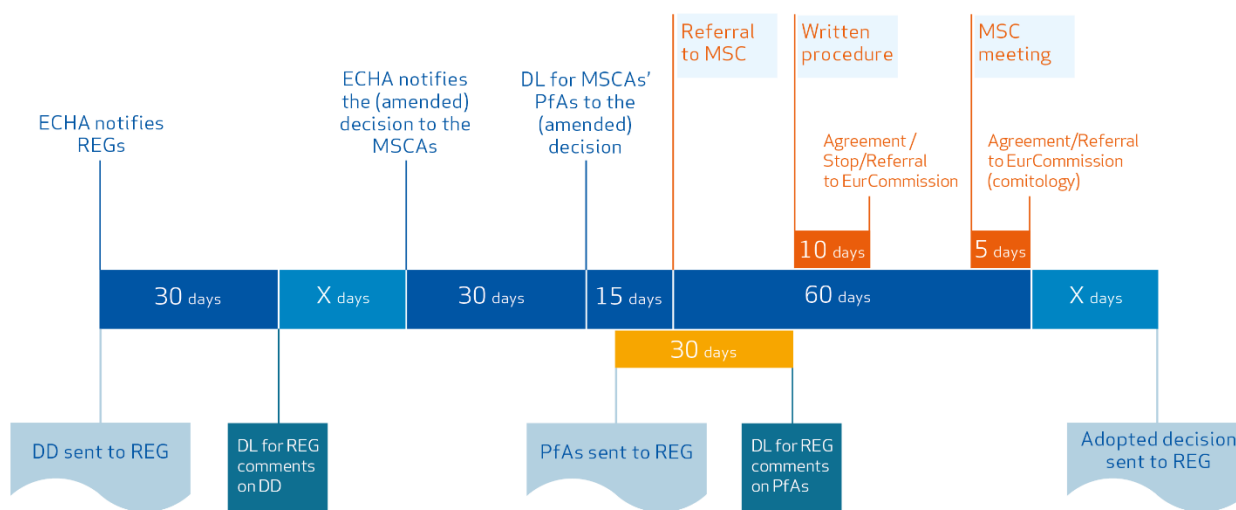 Referral
to MSC
Written
procedure
MSC
meeting
ECHA notifies
the (amended)
decision to the
MSCAs
DL for MSCAs'
PfAs to the
(amended)
decision
ECHA notifies
REGs
Agreement /
Stop/Referral
to EurCommission
Agreement/Referral
to EurCommission
(comitology)
10 days
5 days
30 days
X days
30 days
15 days
60 days
X days
30 days
DD sent to REG
DL for REG
comments
on DD
PfAs sent to REG
DL for REG
comments
on PfAs
Adopted decision
sent to REG